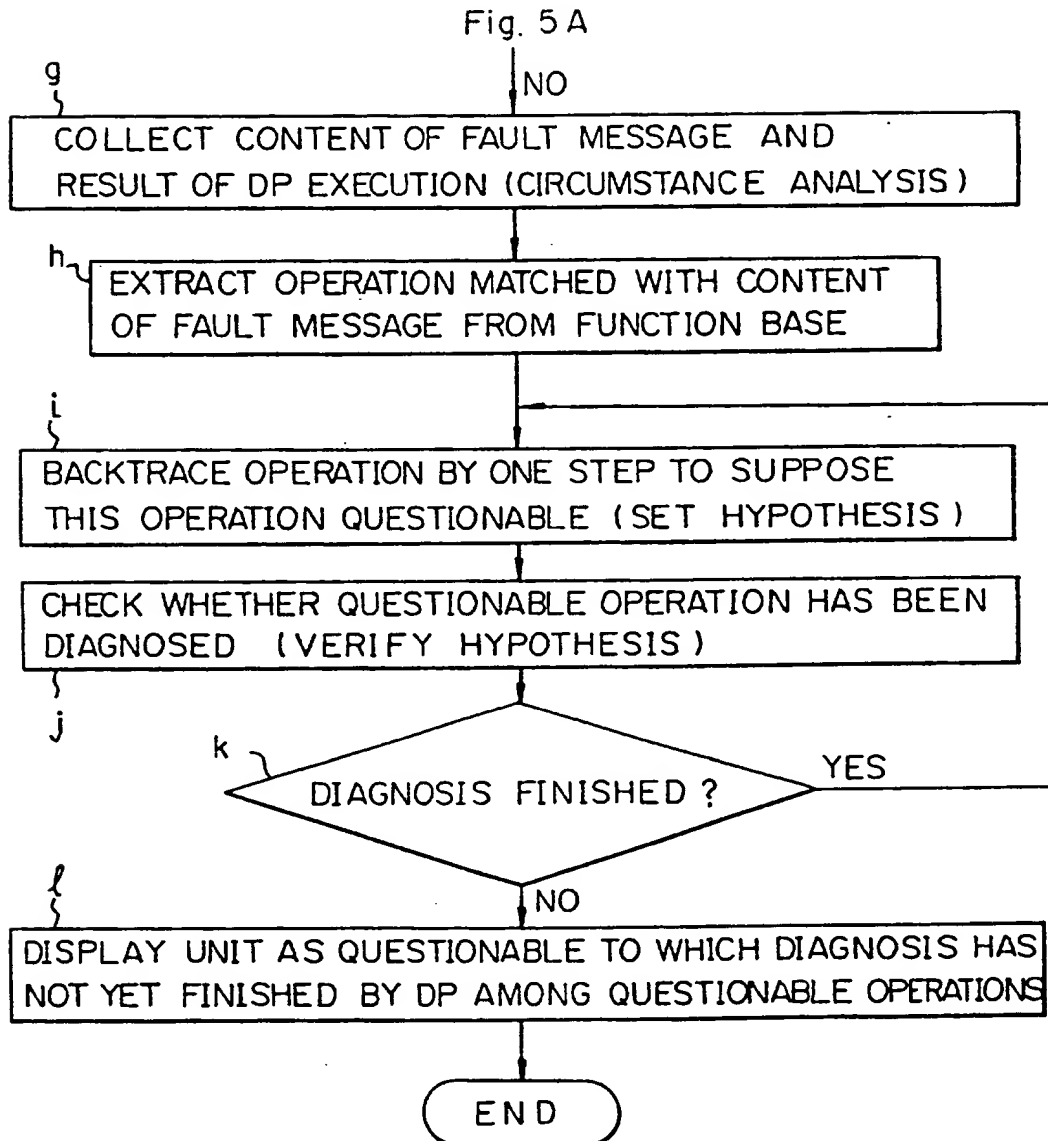 Fig. 5A
g
NO
COLLECT CONTENT OF FAULT MESSAGE AND
RESULT OF DP EXECUTION (CIRCUMSTANCE ANALYSIS)
h
EXTRACT OPERATION MATCHED WITH CONTENT
OF FAULT MESSAGE FROM FUNCTION BASE
i
BACKTRACE OPERATION BY ONE STEP TO SUPPOSE
THIS OPERATION QUESTIONABLE (SET HYPOTHESIS)
CHECK WHETHER QUESTIONABLE OPERATION HAS BEEN
DIAGNOSED (VERIFY HYPOTHESIS)
j
k
DIAGNOSIS FINISHED?
YES
NO
l
DISPLAY UNIT AS QUESTIONABLE TO WHICH DIAGNOSIS HAS
NOT YET FINISHED BY DP AMONG QUESTIONABLE OPERATIONS
END